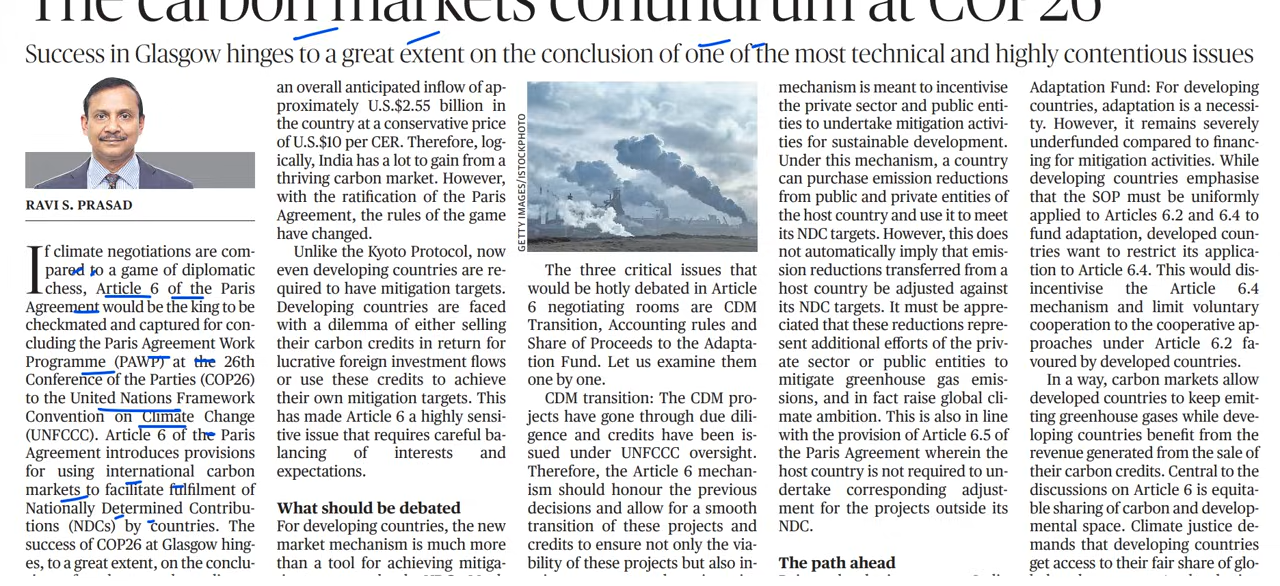 The carbon markets conundrum at COP26
Success in Glasgow hinges to a great extent on the conclusion of one of the most technical and highly contentious issues
RAVI S. PRASAD
If climate negotiations are com-
pared to a game of diplomatic
chess, Article 6 of the Paris
Agreement would be the king to be
checkmated and captured for con-
cluding the Paris Agreement Work
Programme (PAWP) at the 26th
Conference of the Parties (COP26)
to the United Nations Framework
Convention on Climate Change
(UNFCCC). Article 6 of the Paris
Agreement introduces provisions
for using international carbon
markets to facilitate fulfilment of
Nationally Determined Contribu-
tions (NDCs) by countries. The
success of COP26 at Glasgow hing-
es, to a great extent, on the conclu-
an overall anticipated inflow of ap-
proximately U.S.$2.55 billion in
the country at a conservative price
of U.S.$10 per CER. Therefore, log-
ically, India has a lot to gain from a
thriving carbon market. However,
with the ratification of the Paris
Agreement, the rules of the game
have changed.
Unlike the Kyoto Protocol, now
even developing countries are re-
quired to have mitigation targets.
Developing countries are faced
with a dilemma of either selling
their carbon credits in return for
lucrative foreign investment flows
or use these credits to achieve
their own mitigation targets. This
has made Article 6 a highly sensi-
tive issue that requires careful ba-
lancing of interests and
expectations.
What should be debated
For developing countries, the new
market mechanism is much more
than a tool for achieving mitiga-
GETTY IMAGES/ISTOCKPHOTO
The three critical issues that
would be hotly debated in Article
6 negotiating rooms are CDM
Transition, Accounting rules and
Share of Proceeds to the Adapta-
tion Fund. Let us examine them
one by one.
CDM transition: The CDM pro-
jects have gone through due dili-
gence and credits have been is-
sued under UNFCCC oversight.
Therefore, the Article 6 mechan-
ism should honour the previous
decisions and allow for a smooth
transition of these projects and
credits to ensure not only the via-
bility of these projects but also in-
mechanism is meant to incentivise
the private sector and public enti-
ties to undertake mitigation activi-
ties for sustainable development.
Under this mechanism, a country
can purchase emission reductions
from public and private entities of
the host country and use it to meet
its NDC targets. However, this does
not automatically imply that emis-
sion reductions transferred from a
host country be adjusted against
its NDC targets. It must be appre-
ciated that these reductions repre-
sent additional efforts of the priv-
ate sector or public entities to
mitigate greenhouse gas emis-
sions, and in fact raise global cli-
mate ambition. This is also in line
with the provision of Article 6.5 of
the Paris Agreement wherein the
host country is not required to un-
dertake corresponding adjust-
ment for the projects outside its
NDC.
The path ahead
Adaptation Fund: For developing
countries, adaptation is a necessi-
ty. However, it remains severely
underfunded compared to financ-
ing for mitigation activities. While
developing countries emphasise
that the SOP must be uniformly
applied to Articles 6.2 and 6.4 to
fund adaptation, developed coun-
tries want to restrict its applica-
tion to Article 6.4. This would dis-
incentivise the Article 6.4
mechanism and limit voluntary
cooperation to the cooperative ap-
proaches under Article 6.2 fa-
voured by developed countries.
In a way, carbon markets allow
developed countries to keep emit-
ting greenhouse gases while deve-
loping countries benefit from the
revenue generated from the sale of
their carbon credits. Central to the
discussions on Article 6 is equita-
ble sharing of carbon and develop-
mental space. Climate justice de-
mands that developing countries
get access to their fair share of glo-